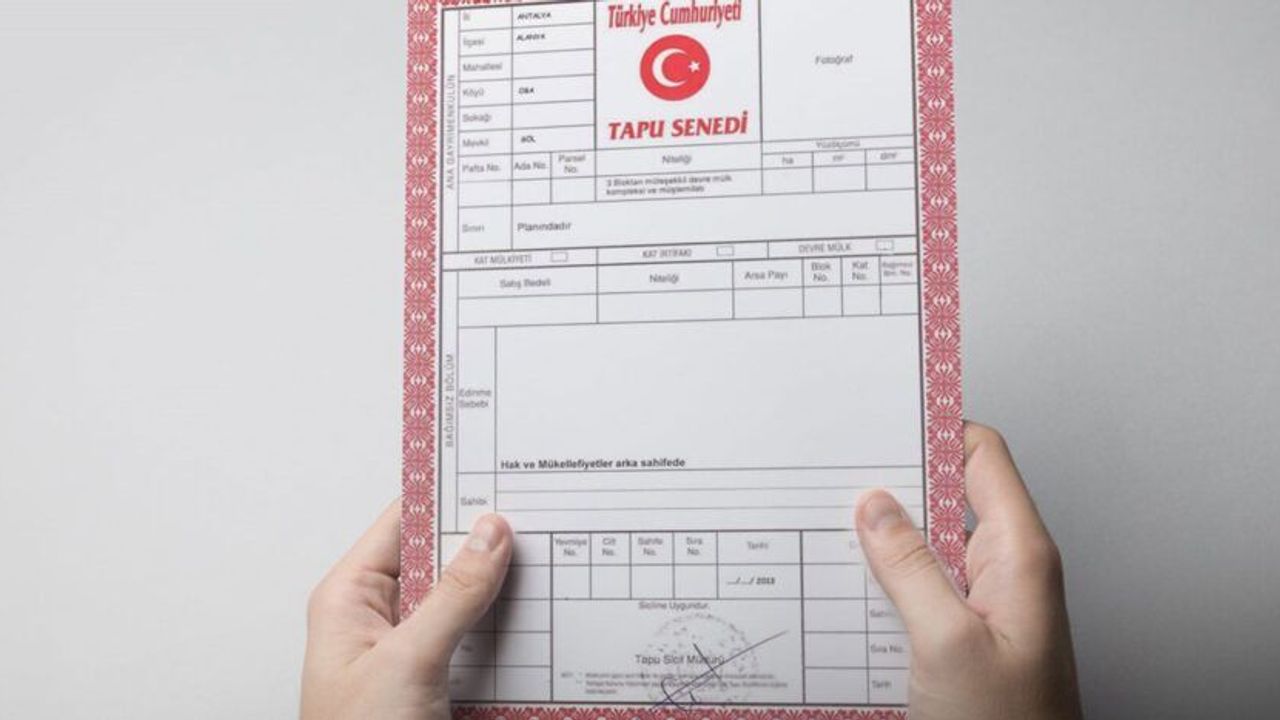 İli ANTALYA
Türkiye Cumhuriyeti
İlçesi ALANYA
Mahallesi
Fotoğraf
Köyü OBA
Sokağı
TAPU SENEDİ
Mevkii GÖL
ANA GAYRİMENKULÜN
Yüzölçümü
Pafta No. Ada No. Parsel No. Niteliği ha m² dm²
3 Bloktan müteşekkil devre mülk
kompleksi ve müştemilatı
Sınırı Planındadır
KAT MÜLKİYETİ KAT İRTİFAKI DEVRE MÜLK
Satış Bedeli Niteliği Arsa Payı Blok No. Kat No. Bağımsız Böl. No.
BAĞIMSIZ BÖLÜM
Edinme
Sebebi
Hak ve Mükellefiyetler arka sahifede
Sahibi
Yevmiye No. Cilt No. Sahife No. Sıra No. Tarihi
.../.../ 2013
Siciline Uygundur.
Sıra No.
Tapu Sicil Müdürü
Tarih